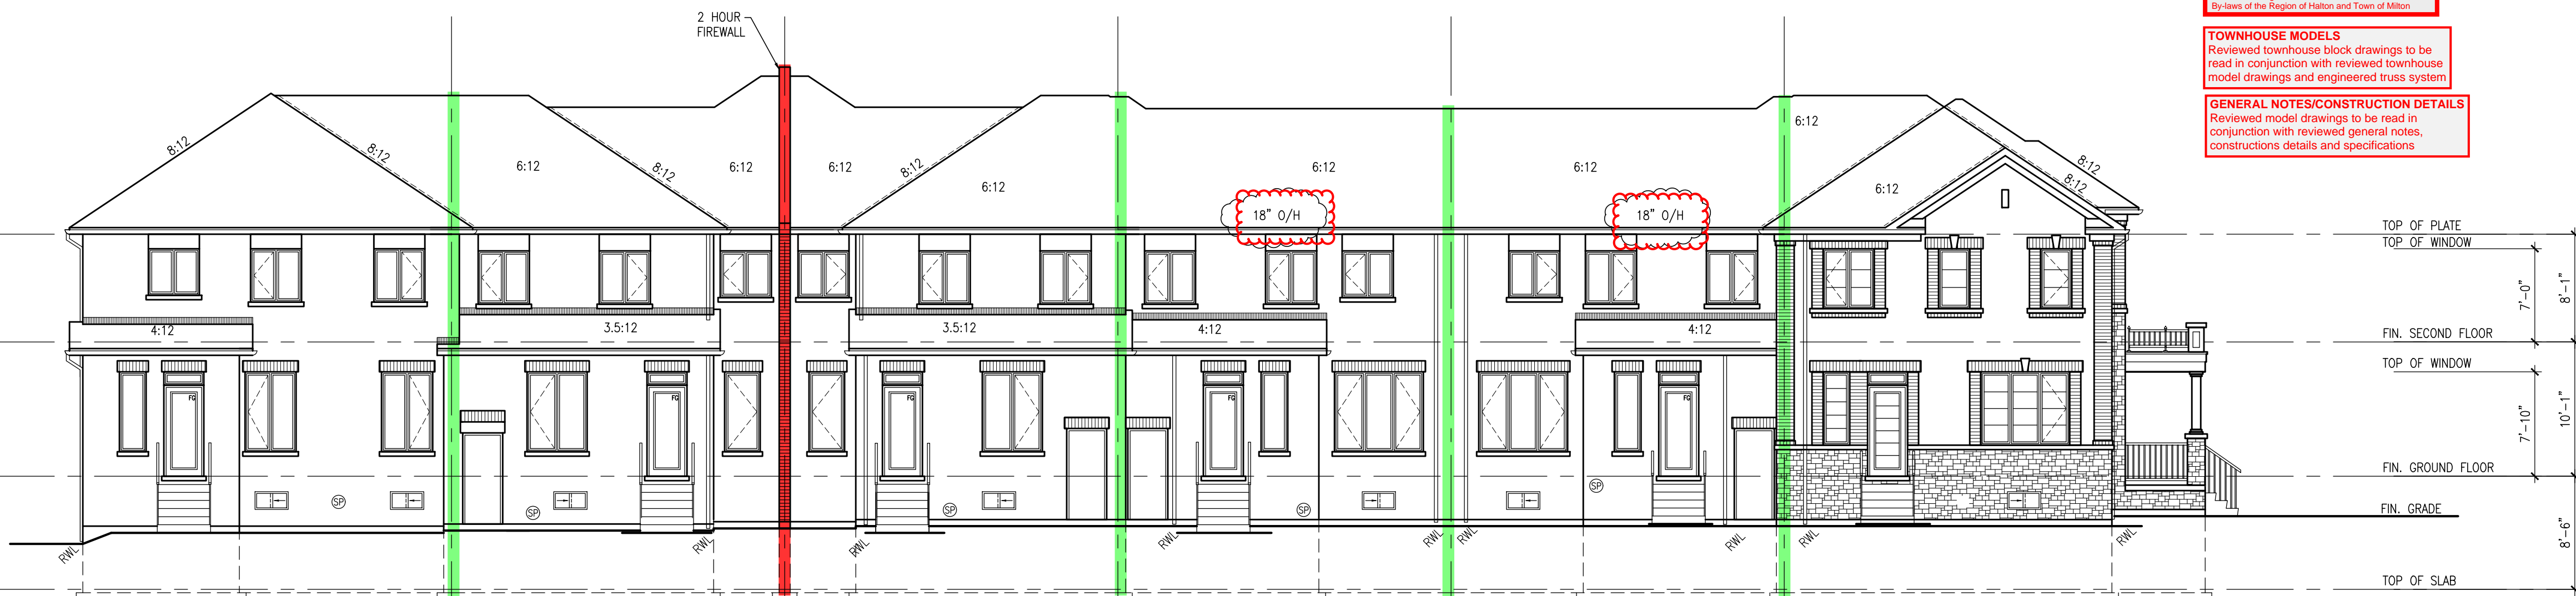 2 HOUR
FIREWALL
By-laws of the Region of Halton and Town of Milton
TOWNHOUSE MODELS
Reviewed townhouse block drawings to be
read in conjunction with reviewed townhouse
model drawings and engineered truss system
GENERAL NOTES/CONSTRUCTION DETAILS
Reviewed model drawings to be read in
conjunction with reviewed general notes,
constructions details and specifications
8:12
8:12
6:12
8:12
6:12
6:12
8:12
6:12
6:12
6:12
6:12
6:12
8:12
8:12
18" O/H
18" O/H
TOP OF PLATE
TOP OF WINDOW
7'-0"
8'-1"
4:12
3.5:12
3.5:12
4:12
4:12
FIN. SECOND FLOOR
TOP OF WINDOW
7'-10"
10'-1"
FG
FG
FG
FG
FG
FIN. GROUND FLOOR
SP
SP
SP
SP
SP
FIN. GRADE
8'-6"
RWL
RWL
RWL
RWL
RWL
RWL
RWL
RWL
RWL
TOP OF SLAB